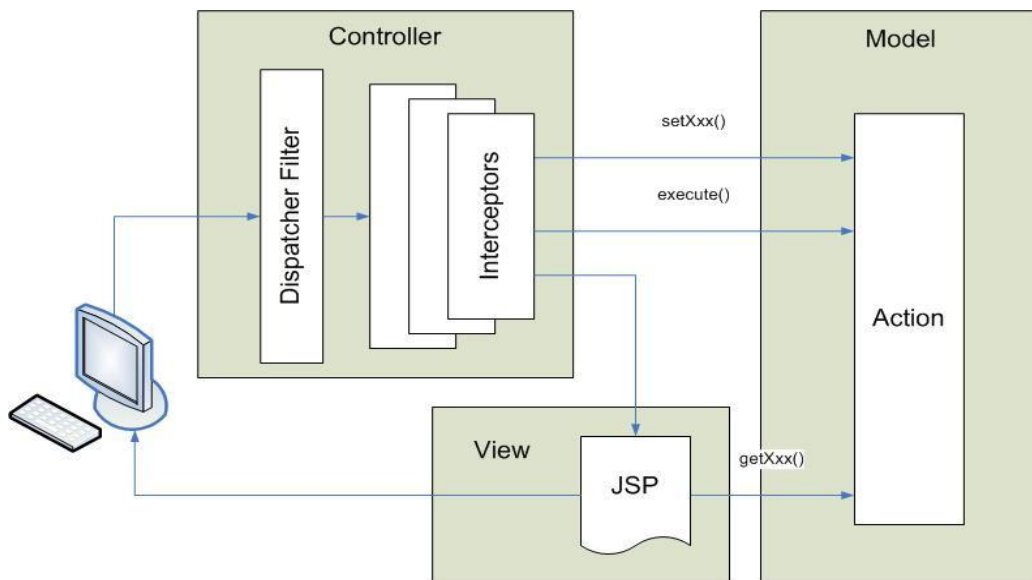 Controller
Model
Dispatcher Filter
Interceptors
setXxx()
execute()
Action
View
JSP
getXxx()